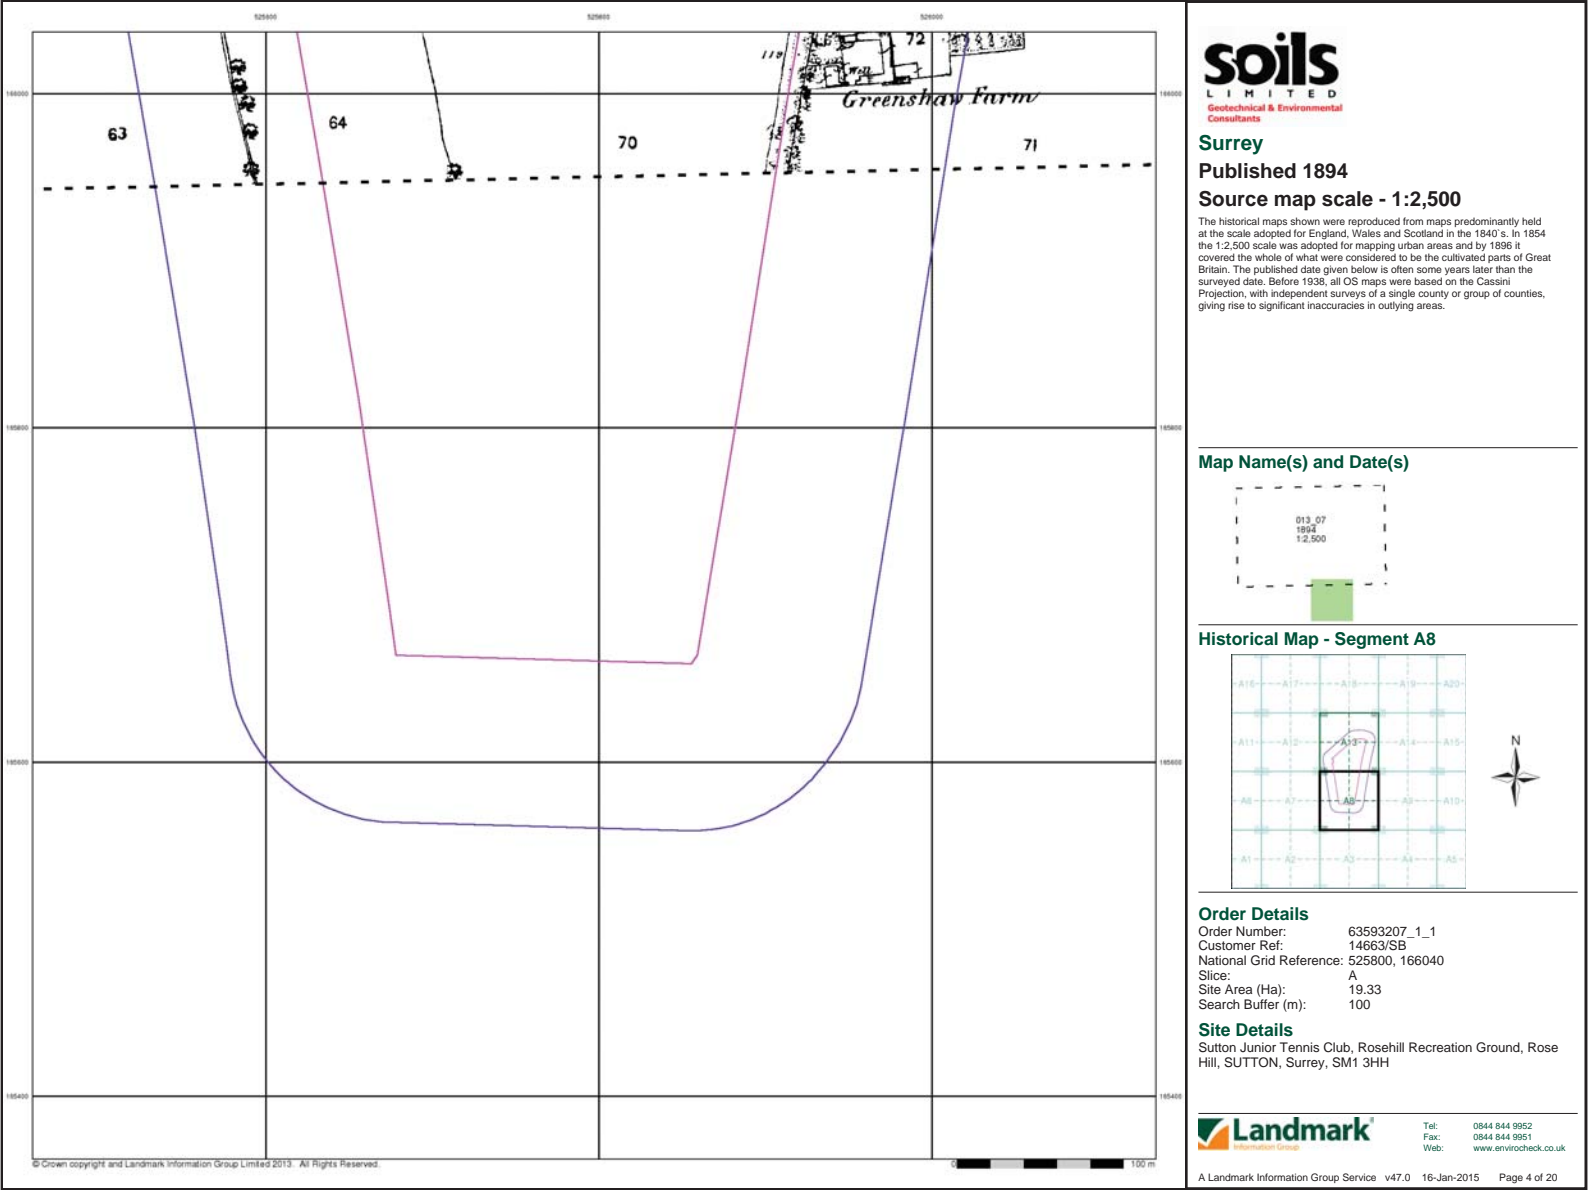 525600 525800 526000
63
64
70
119
72
Well
Greenshaw Farm
71
166000 166000
165800 165800
165600 165600
165400 165400
© Crown copyright and Landmark Information Group Limited 2013. All Rights Reserved.
0 100 m
soils
LIMITED
Geotechnical & Environmental
Consultants
Surrey
Published 1894
Source map scale - 1:2,500
The historical maps shown were reproduced from maps predominantly held
at the scale adopted for England, Wales and Scotland in the 1840`s. In 1854
the 1:2,500 scale was adopted for mapping urban areas and by 1896 it
covered the whole of what were considered to be the cultivated parts of Great
Britain. The published date given below is often some years later than the
surveyed date. Before 1938, all OS maps were based on the Cassini
Projection, with independent surveys of a single county or group of counties,
giving rise to significant inaccuracies in outlying areas.
Map Name(s) and Date(s)
013_07
1894
1:2,500
Historical Map - Segment A8
A16 A17 A18 A19 A20
A11 A12 A13 A14 A15
A6 A7 A8 A9 A10
A1 A2 A3 A4 A5
N
Order Details
Order Number: 63593207_1_1
Customer Ref: 14663/SB
National Grid Reference: 525800, 166040
Slice: A
Site Area (Ha): 19.33
Search Buffer (m): 100
Site Details
Sutton Junior Tennis Club, Rosehill Recreation Ground, Rose
Hill, SUTTON, Surrey, SM1 3HH
Landmark
Information Group
Tel: 0844 844 9952
Fax: 0844 844 9951
Web: www.envirocheck.co.uk
A Landmark Information Group Service v47.0 16-Jan-2015 Page 4 of 20